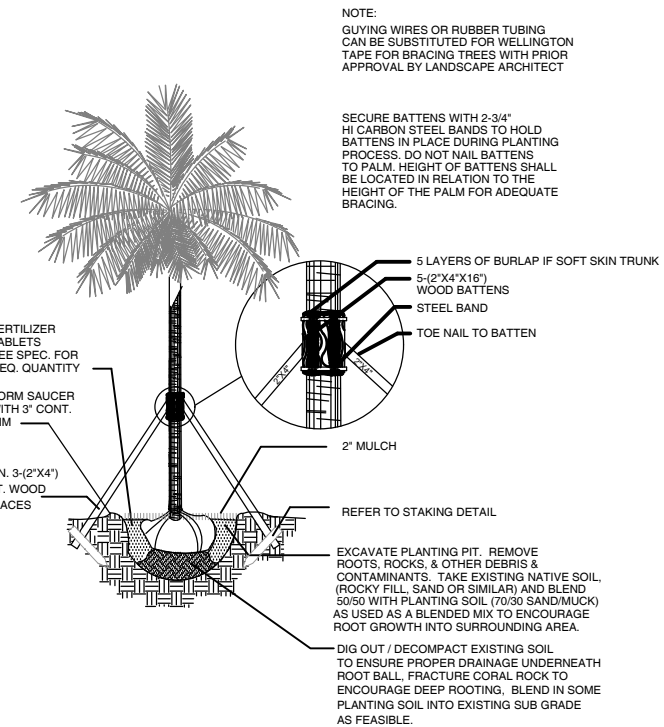 NOTE:
GUYING WIRES OR RUBBER TUBING
CAN BE SUBSTITUTED FOR WELLINGTON
TAPE FOR BRACING TREES WITH PRIOR
APPROVAL BY LANDSCAPE ARCHITECT
SECURE BATTENS WITH 2-3/4"
HI CARBON STEEL BANDS TO HOLD
BATTENS IN PLACE DURING PLANTING
PROCESS. DO NOT NAIL BATTENS
TO PALM. HEIGHT OF BATTENS SHALL
BE LOCATED IN RELATION TO THE
HEIGHT OF THE PALM FOR ADEQUATE
BRACING.
5 LAYERS OF BURLAP IF SOFT SKIN TRUNK
5-(2"X4"X16")
WOOD BATTENS
STEEL BAND
TOE NAIL TO BATTEN
2"X4"
2"X4"
ERTILIZER
ABLETS
EE SPEC. FOR
EQ. QUANTITY
ORM SAUCER
ITH 3" CONT.
IM
N. 3-(2"X4")
T. WOOD
ACES
2" MULCH
REFER TO STAKING DETAIL
EXCAVATE PLANTING PIT. REMOVE
ROOTS, ROCKS, & OTHER DEBRIS &
CONTAMINANTS. TAKE EXISTING NATIVE SOIL,
(ROCKY FILL, SAND OR SIMILAR) AND BLEND
50/50 WITH PLANTING SOIL (70/30 SAND/MUCK)
AS USED AS A BLENDED MIX TO ENCOURAGE
ROOT GROWTH INTO SURROUNDING AREA.
DIG OUT / DECOMPACT EXISTING SOIL
TO ENSURE PROPER DRAINAGE UNDERNEATH
ROOT BALL, FRACTURE CORAL ROCK TO
ENCOURAGE DEEP ROOTING, BLEND IN SOME
PLANTING SOIL INTO EXISTING SUB GRADE
AS FEASIBLE.